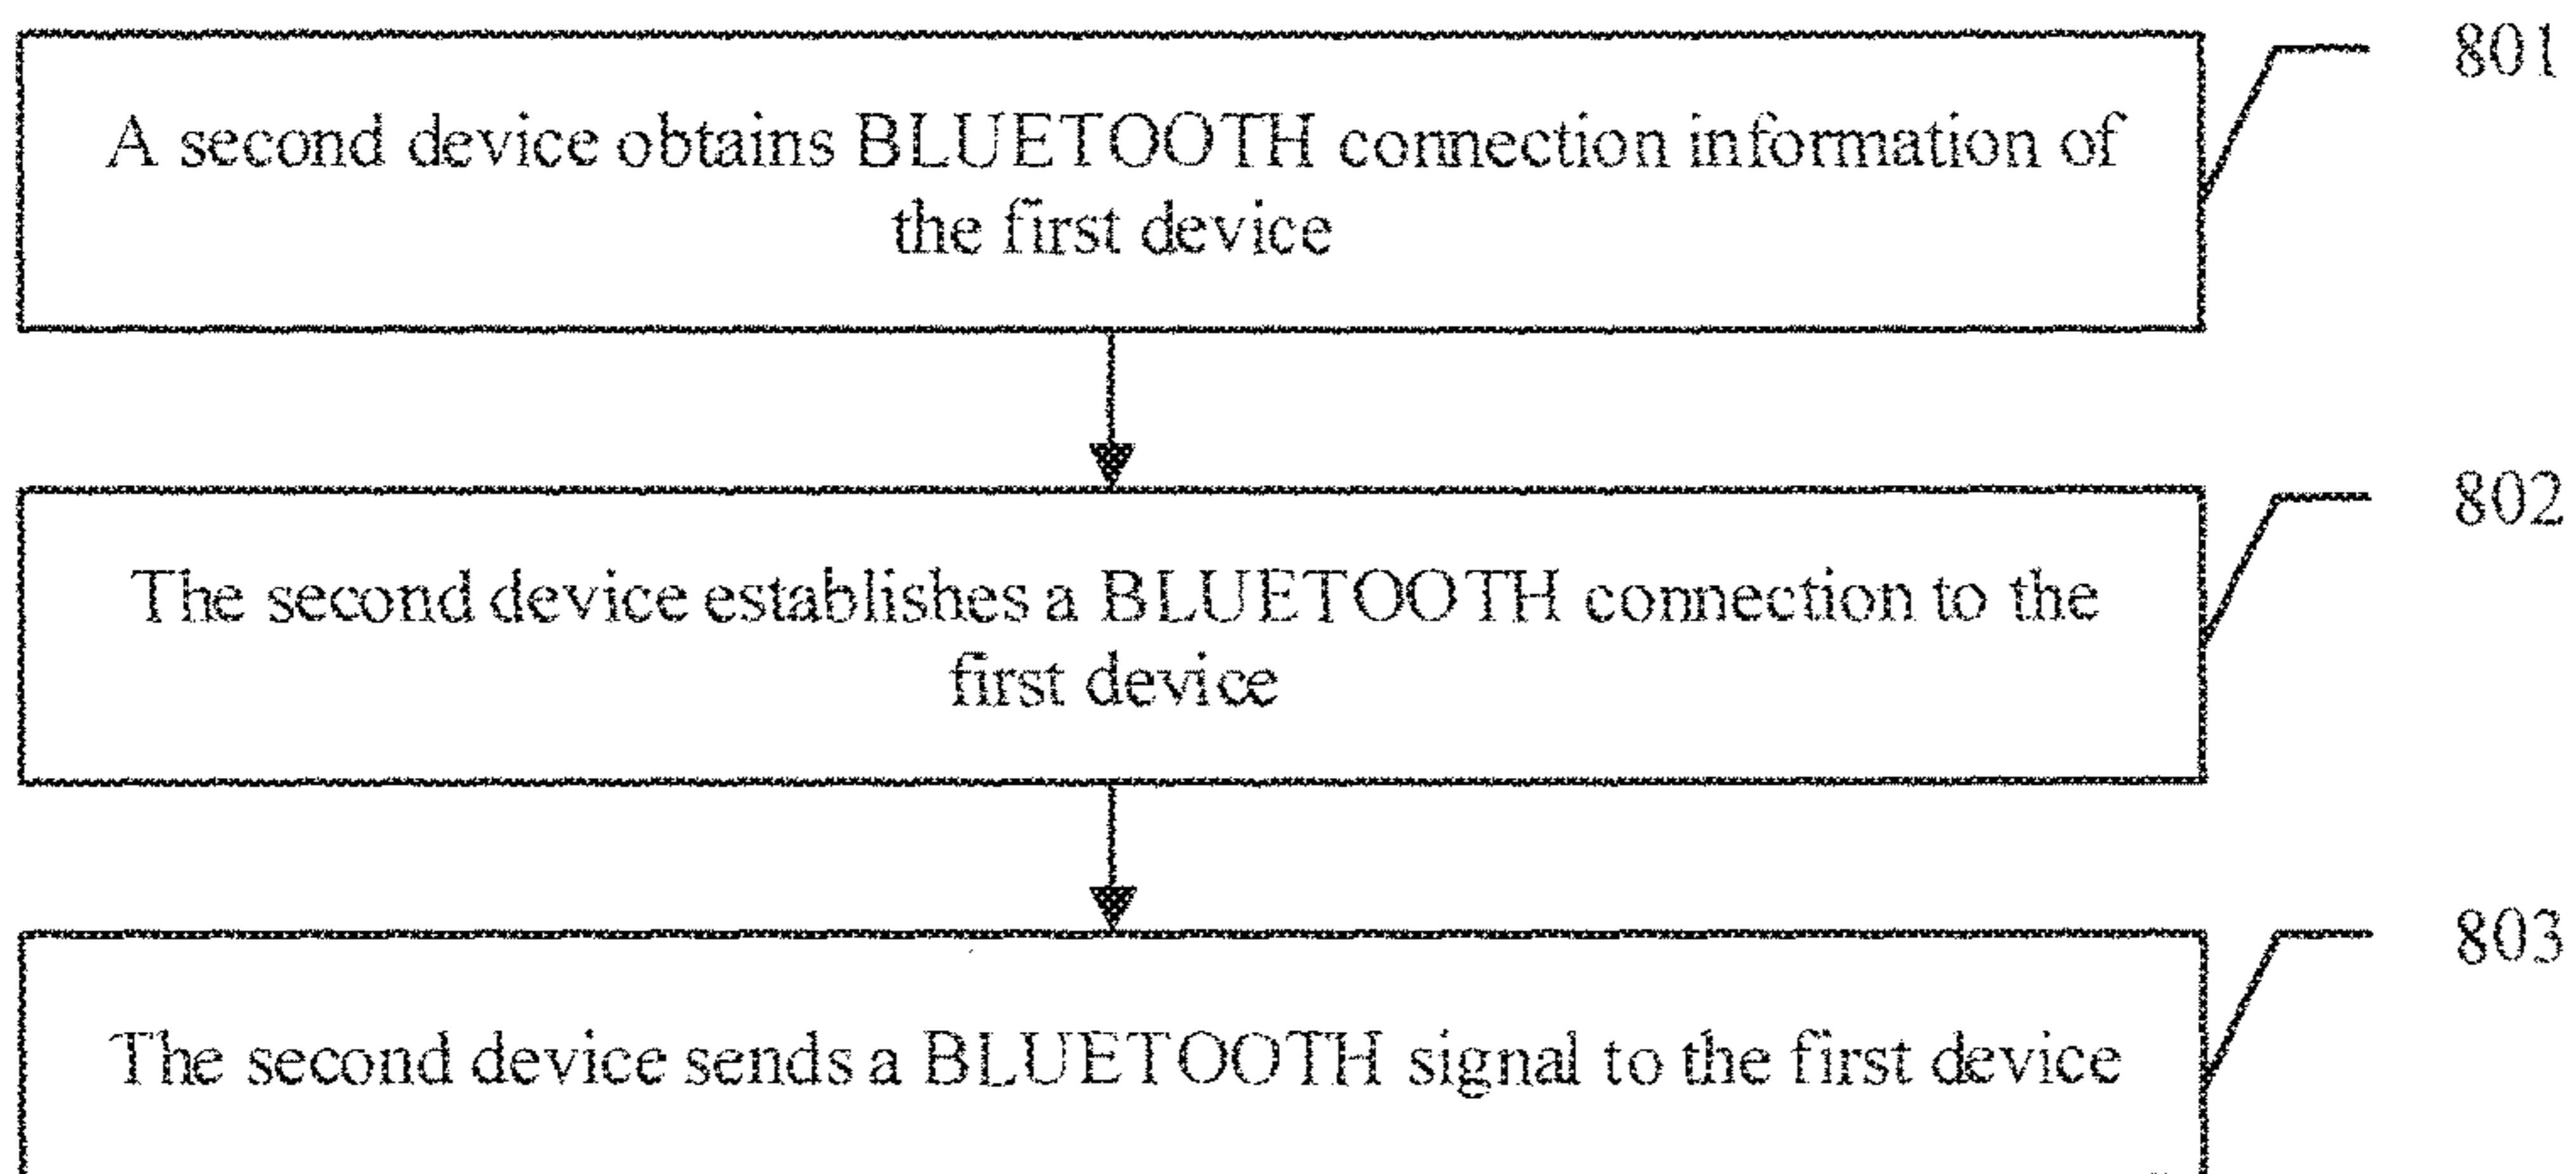 801
A second device obtains BLUETOOTH connection information of
the first device
802
The second device establishes a BLUETOOTH connection to the
first device
803
The second device sends a BLUETOOTH signal to the first device